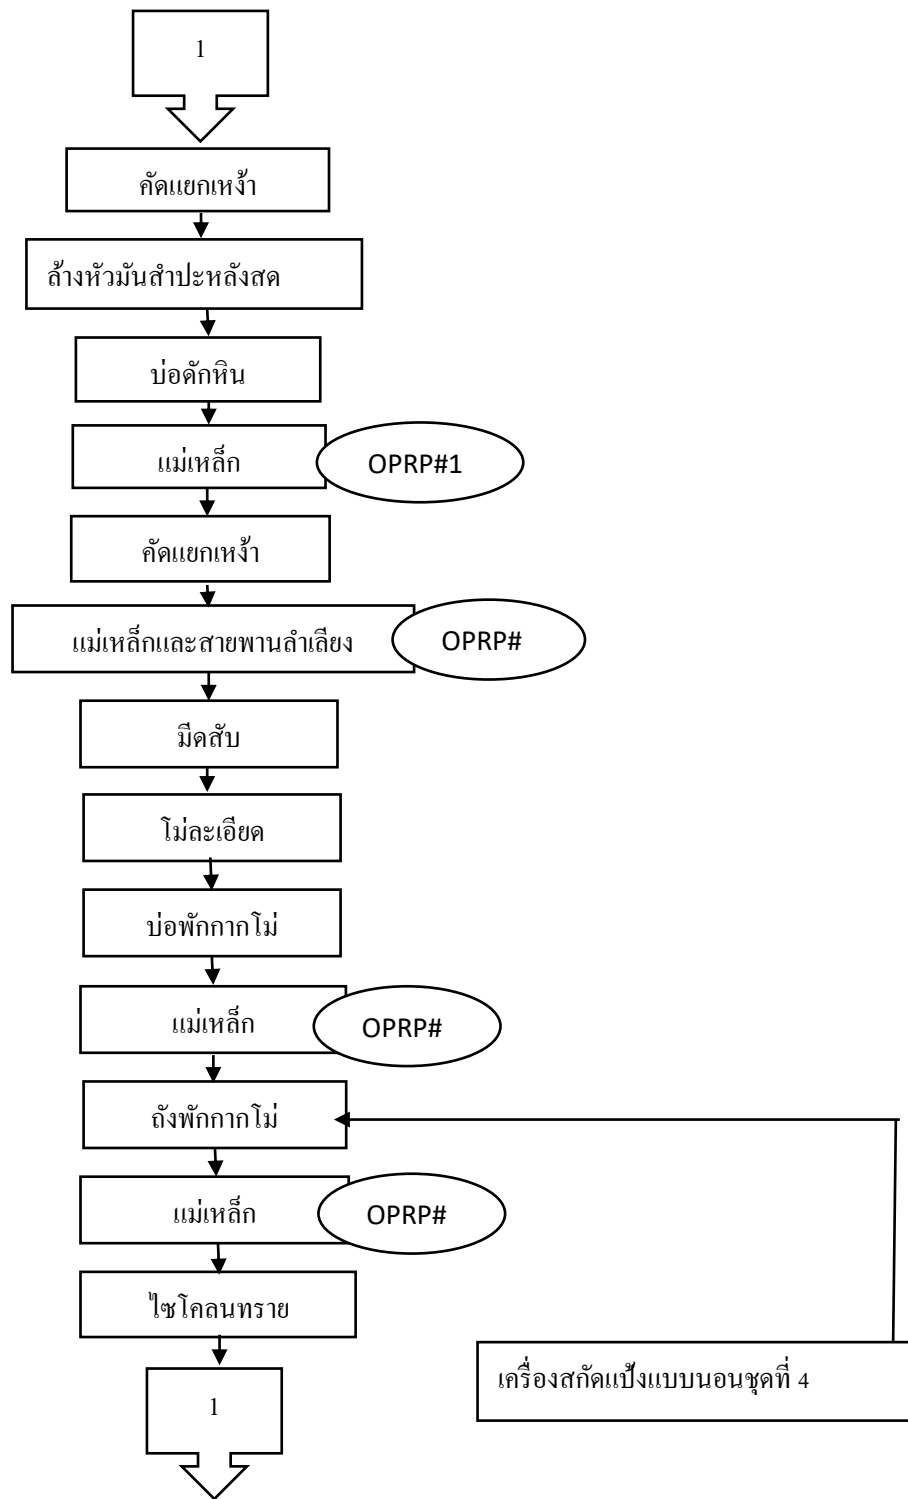 1
คัดแยกเหง้า
ล้างหัวมันสำปะหลังสด
บ่อดักหิน
แม่เหล็ก
OPRP#1
คัดแยกเหง้า
แม่เหล็กและสายพานลำเลียง
OPRP#
มีดสับ
โม่ละเอียด
บ่อพักกากโม่
แม่เหล็ก
OPRP#
ถังพักกากโม่
แม่เหล็ก
OPRP#
ไซโคลนทราย
เครื่องสกัดแป้งแบบนอนชุดที่ 4
1